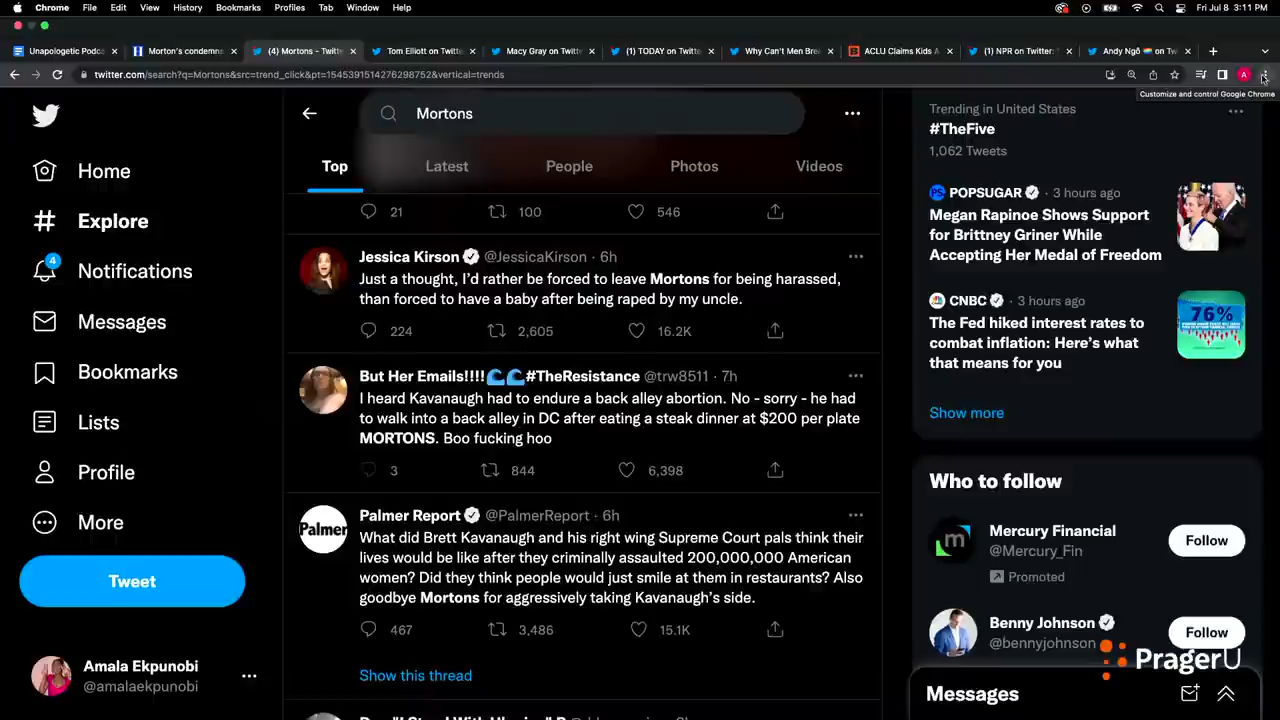 Chrome File Edit View History Bookmarks Profiles Tab Window Help Fri Jul 8 3:11 PM
Unapologetic Podca Morton's condemn (4) Mortons - Twitte Tom Elliott on Twitte Macy Gray on Twitte (1) TODAY on Twitte Why Can't Men Brea ACLU Claims Kids A (1) NPR on Twitter: Andy Ngô 🏳️‍🌈 on Tw
twitter.com/search?q=Mortons&src=trend_click&pt=1545391514276298752&vertical=trends
A
Customize and control Google Chrome
Mortons
Top Latest People Photos Videos
Home
Explore
4
Notifications
Messages
Bookmarks
Lists
Profile
More
Tweet
Amala Ekpunobi
@amalaekpunobi
21 100 546
Jessica Kirson @JessicaKirson · 6h
Just a thought, I'd rather be forced to leave Mortons for being harassed,
than forced to have a baby after being raped by my uncle.
224 2,605 16.2K
But Her Emails!!!!🌊🌊#TheResistance @trw8511 · 7h
I heard Kavanaugh had to endure a back alley abortion. No - sorry - he had
to walk into a back alley in DC after eating a steak dinner at $200 per plate
MORTONS. Boo fucking hoo
3 844 6,398
Palmer
Palmer Report @PalmerReport · 6h
What did Brett Kavanaugh and his right wing Supreme Court pals think their
lives would be like after they criminally assaulted 200,000,000 American
women? Did they think people would just smile at them in restaurants? Also
goodbye Mortons for aggressively taking Kavanaugh's side.
467 3,486 15.1K
Show this thread
Trending in United States
#TheFive
1,062 Tweets
POPSUGAR · 3 hours ago
Megan Rapinoe Shows Support
for Brittney Griner While
Accepting Her Medal of Freedom
CNBC · 3 hours ago
The Fed hiked interest rates to
combat inflation: Here's what
that means for you
76%
Show more
Who to follow
Mercury Financial
@Mercury_Fin
Promoted
Follow
Benny Johnson
@bennyjohnson
Follow
PragerU
Messages